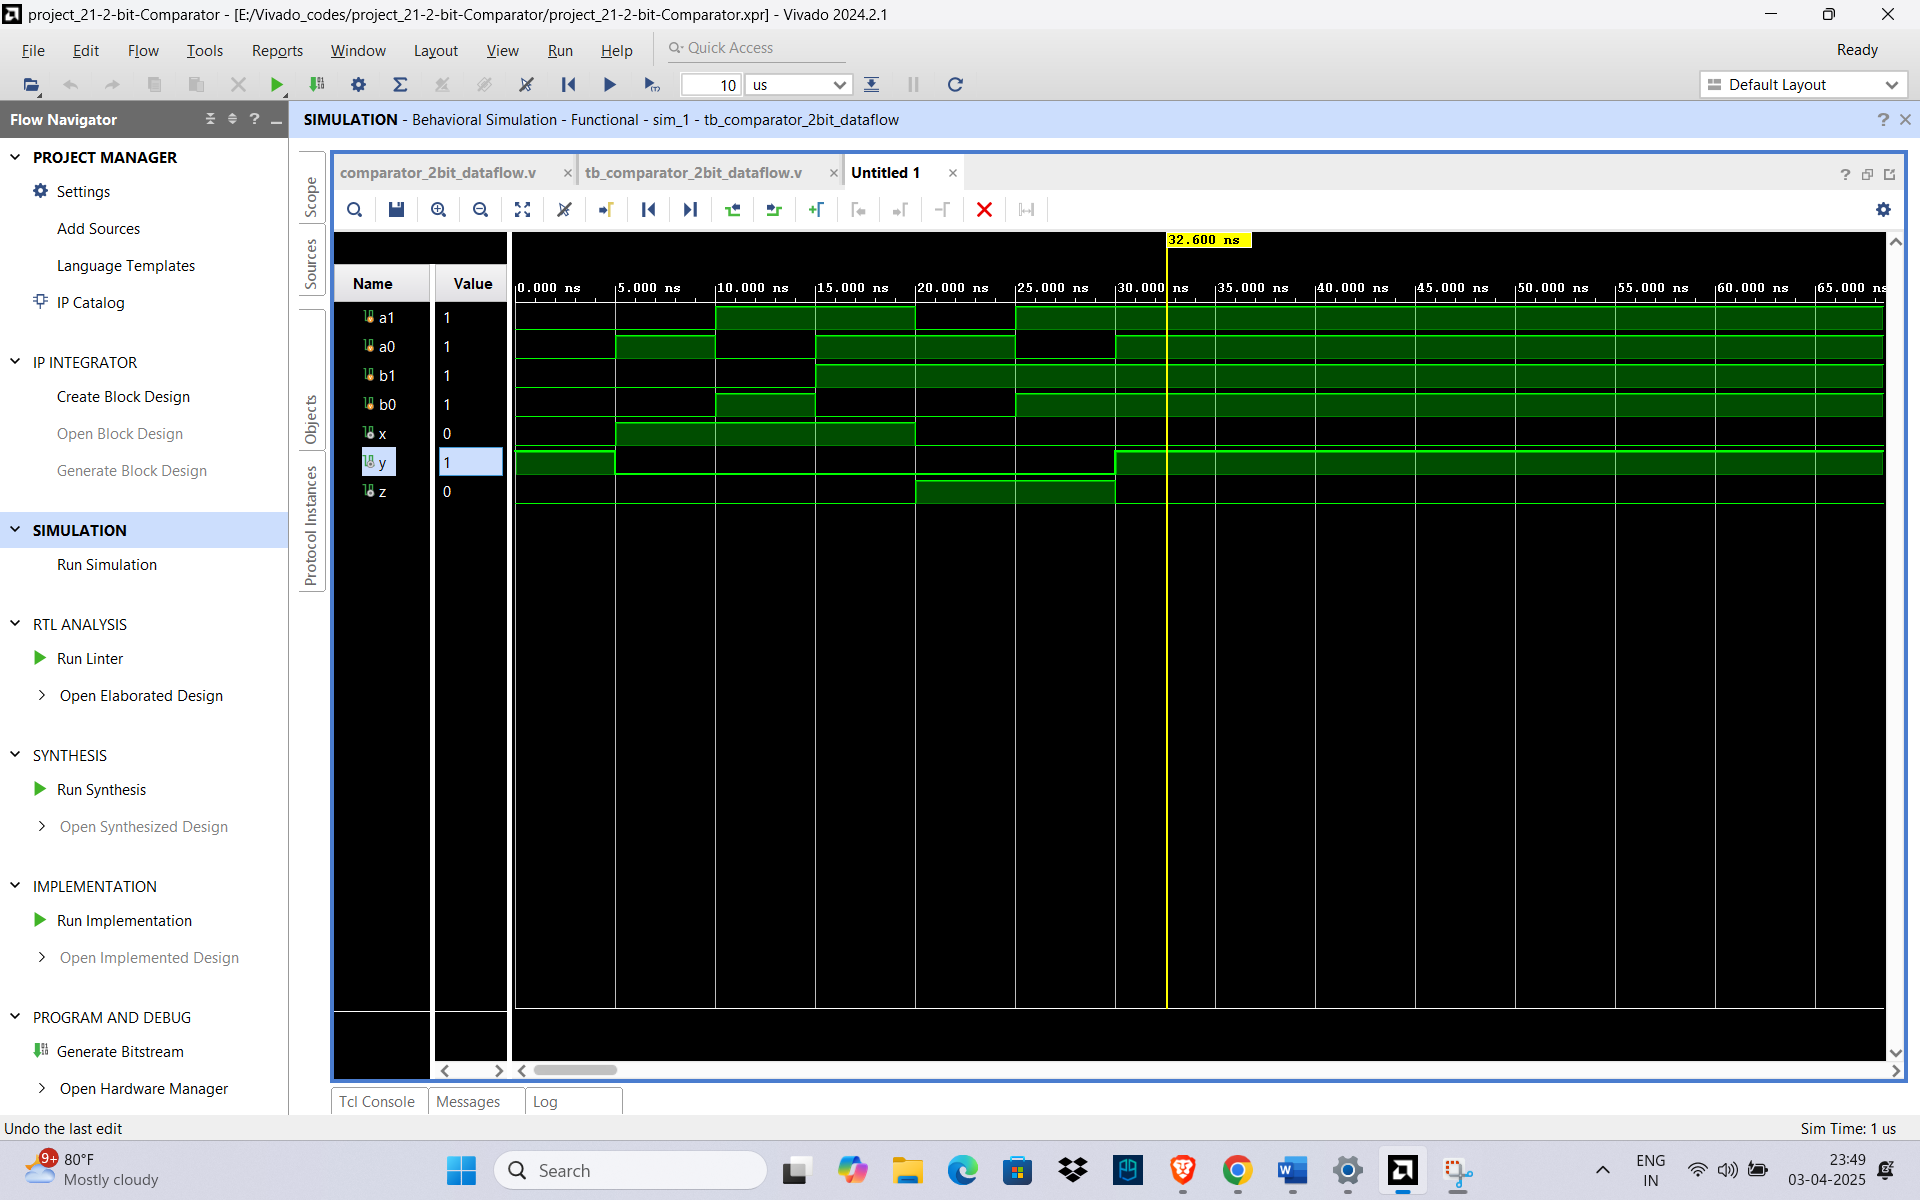 project_21-2-bit-Comparator - [E:/Vivado_codes/project_21-2-bit-Comparator/project_21-2-bit-Comparator.xpr] - Vivado 2024.2.1
File Edit Flow Tools Reports Window Layout View Run Help Quick Access Ready
10 us Default Layout
Flow Navigator ?
SIMULATION - Behavioral Simulation - Functional - sim_1 - tb_comparator_2bit_dataflow ?
PROJECT MANAGER
Settings
Add Sources
Language Templates
IP Catalog
IP INTEGRATOR
Create Block Design
Open Block Design
Generate Block Design
SIMULATION
Run Simulation
RTL ANALYSIS
Run Linter
Open Elaborated Design
SYNTHESIS
Run Synthesis
Open Synthesized Design
IMPLEMENTATION
Run Implementation
Open Implemented Design
PROGRAM AND DEBUG
Generate Bitstream
Open Hardware Manager
Scope
Sources
Objects
Protocol Instances
comparator_2bit_dataflow.v × tb_comparator_2bit_dataflow.v × Untitled 1 × ?
32.600 ns
Name Value
0.000 ns 5.000 ns 10.000 ns 15.000 ns 20.000 ns 25.000 ns 30.000 ns 35.000 ns 40.000 ns 45.000 ns 50.000 ns 55.000 ns 60.000 ns 65.000 ns
a1 1
a0 1
b1 1
b0 1
x 0
y 1
z 0
Tcl Console Messages Log
Undo the last edit Sim Time: 1 us
9+ 80°F
Mostly cloudy
Search
ENG
IN
23:49
03-04-2025